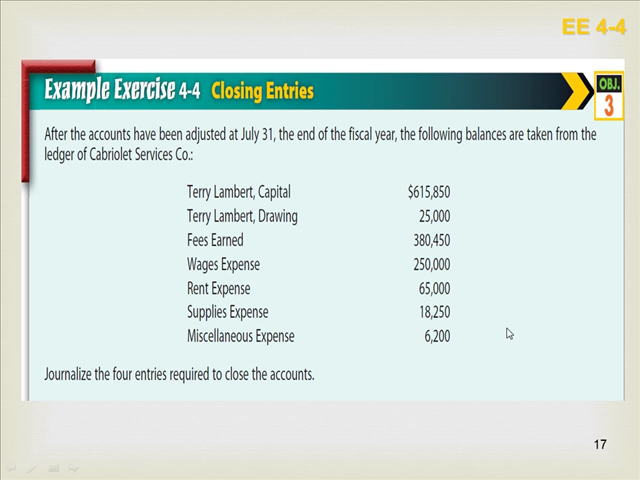 EE 4-4
Example Exercise 4-4 Closing Entries
OBJ.
3
After the accounts have been adjusted at July 31, the end of the fiscal year, the following balances are taken from the
ledger of Cabriolet Services Co.:
Terry Lambert, Capital $615,850
Terry Lambert, Drawing 25,000
Fees Earned 380,450
Wages Expense 250,000
Rent Expense 65,000
Supplies Expense 18,250
Miscellaneous Expense 6,200
Journalize the four entries required to close the accounts.
17